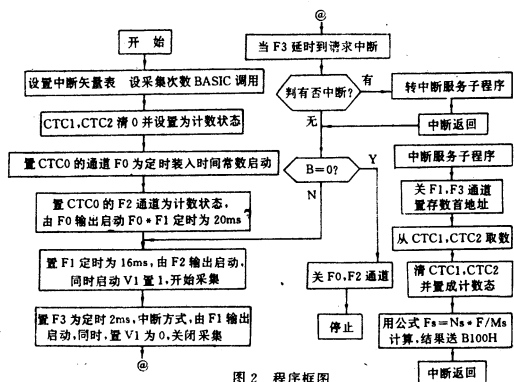 开 始
设置中断矢量表 设采集次数 BASIC 调用
CTC1,CTC2 清 0 并设置为计数状态
置 CTC0 的通道 F0 为定时装入时间常数启动
置 CTC0 的 F2 通道为计数状态,
由 F0 输出启动 F0 * F1 定时为 20ms
置 F1 定时为 16ms,由 F2 输出启动,
同时启动 V1 置 1,开始采集
置 F3 为定时 2ms,中断方式,由 F1 输出
启动,同时,置 V1 为 0,关闭采集
@
@
当 F3 延时到请求中断
判有否中断?
有
转中断服务子程序
中断返回
无
B=0?
Y
N
关 F0,F2 通道
停止
中断服务子程序
关 F1,F3 通道
置存数首地址
从 CTC1,CTC2 取数
清 CTC1,CTC2
并置成计数态
用公式 Fs=Ns * F/Ms
计算,结果送 B100H
中断返回
图 2 程序框图